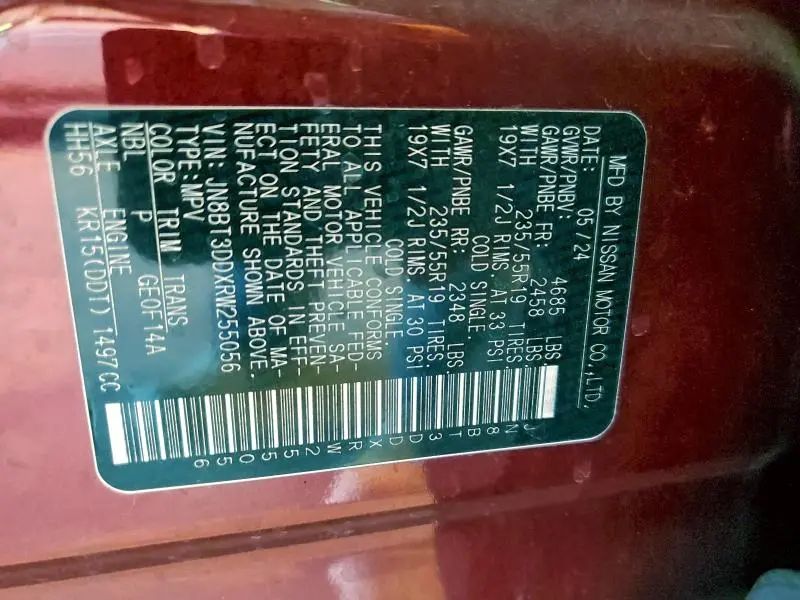 MFD BY NISSAN MOTOR CO.,LTD.
DATE: 05/24
GVWR/PNBV: 4685 LBS
GAWR/PNBE FR: 2458 LBS.
235/55R19 TIRES.
19X7 1/2J RIMS. AT 33 PSI
COLD SINGLE.
GAWR/PNBE RR: 2348 LBS
235/55R19 TIRES.
19X7 1/2J RIMS. AT 30 PSI
COLD SINGLE.
THIS VEHICLE CONFORMS
TO ALL APPLICABLE FED-
ERAL MOTOR VEHICLE SA-
FETY AND THEFT PREVEN-
TION STANDARDS IN EFF-
ECT ON THE DATE OF MA-
NUFACTURE SHOWN ABOVE.
VIN: JN8BT3DDXRW255056
TYPE:MPV
COLOR TRIM TRANS
NBL P GEOF14A
AXLE ENGINE
HH56 KR15(DDT) 1497CC
JN8BT3DDXRW255056